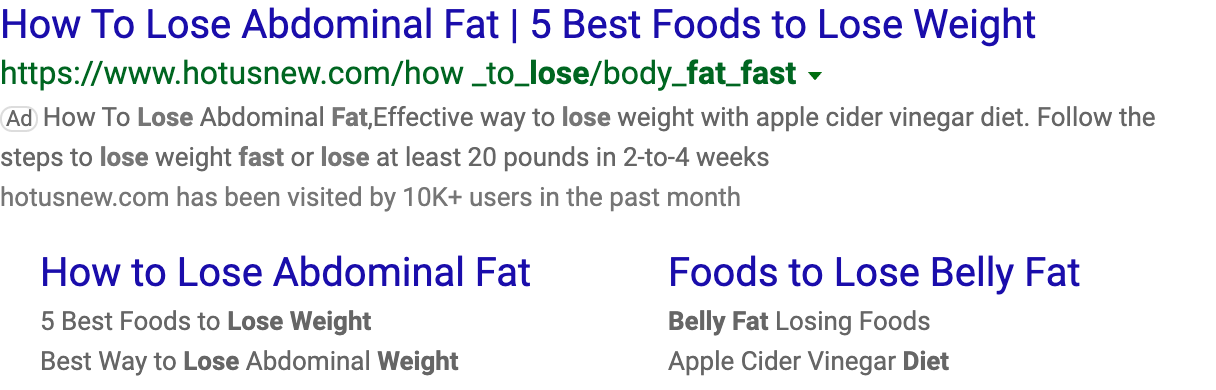 How To Lose Abdominal Fat | 5 Best Foods to Lose Weight
https://www.hotusnew.com/how _to_lose/body_fat_fast
Ad How To Lose Abdominal Fat,Effective way to lose weight with apple cider vinegar diet. Follow the
steps to lose weight fast or lose at least 20 pounds in 2-to-4 weeks
hotusnew.com has been visited by 10K+ users in the past month
How to Lose Abdominal Fat
5 Best Foods to Lose Weight
Best Way to Lose Abdominal Weight
Foods to Lose Belly Fat
Belly Fat Losing Foods
Apple Cider Vinegar Diet